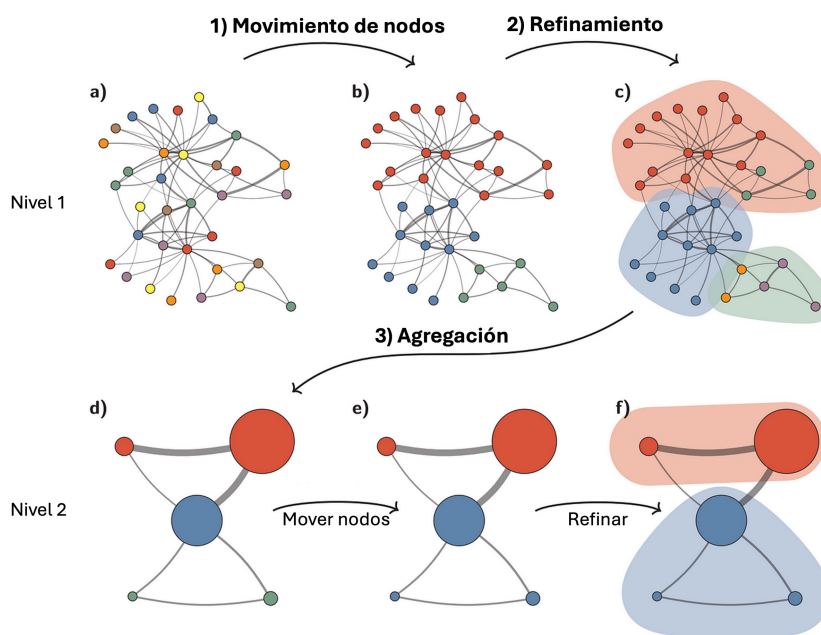 1) Movimiento de nodos
2) Refinamiento
a)
b)
c)
Nivel 1
3) Agregación
d)
e)
f)
Nivel 2
Mover nodos
Refinar